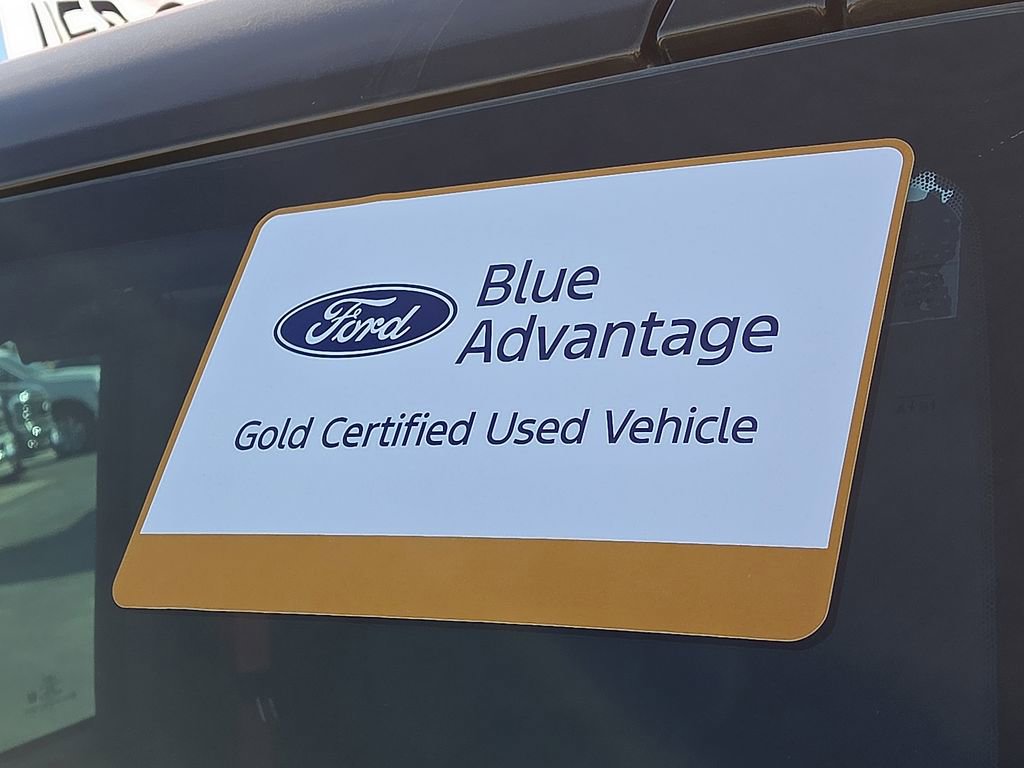 Ford
Blue
Advantage
Gold Certified Used Vehicle